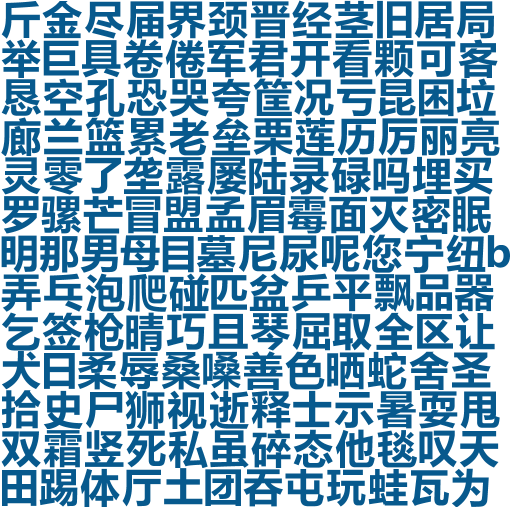 斤金尽届界颈晋经茎旧居局
举巨具卷倦军君开看颗可客
恳空孔恐哭夸筐况亏昆困垃
廊兰篮累老垒栗莲历厉丽亮
灵零了垄露屡陆录碌吗埋买
罗骡芒冒盟孟眉霉面灭密眠
明那男母目墓尼尿呢您宁纽b
弄乓泡爬碰匹盆乒平飘品器
乞签枪晴巧且琴屈取全区让
犬日柔辱桑嗓善色晒蛇舍圣
拾史尸狮视逝释士示暑耍甩
双霜竖死私虽碎态他毯叹天
田踢体厅土团吞屯玩蛙瓦为